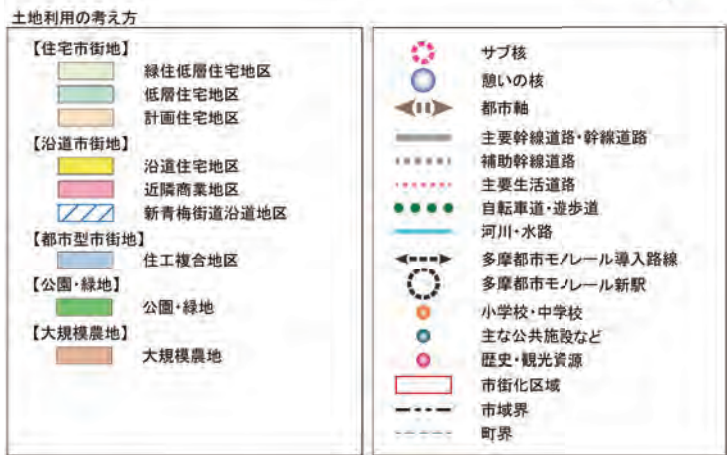 土地利用の考え方
【住宅市街地】
緑住低層住宅地区
低層住宅地区
計画住宅地区
【沿道市街地】
沿道住宅地区
近隣商業地区
新青梅街道沿道地区
【都市型市街地】
住工複合地区
【公園・緑地】
公園・緑地
【大規模農地】
大規模農地
サブ核
憩いの核
都市軸
主要幹線道路・幹線道路
補助幹線道路
主要生活道路
自転車道・遊歩道
河川・水路
多摩都市モノレール導入路線
多摩都市モノレール新駅
小学校・中学校
主な公共施設など
歴史・観光資源
市街化区域
市域界
町界